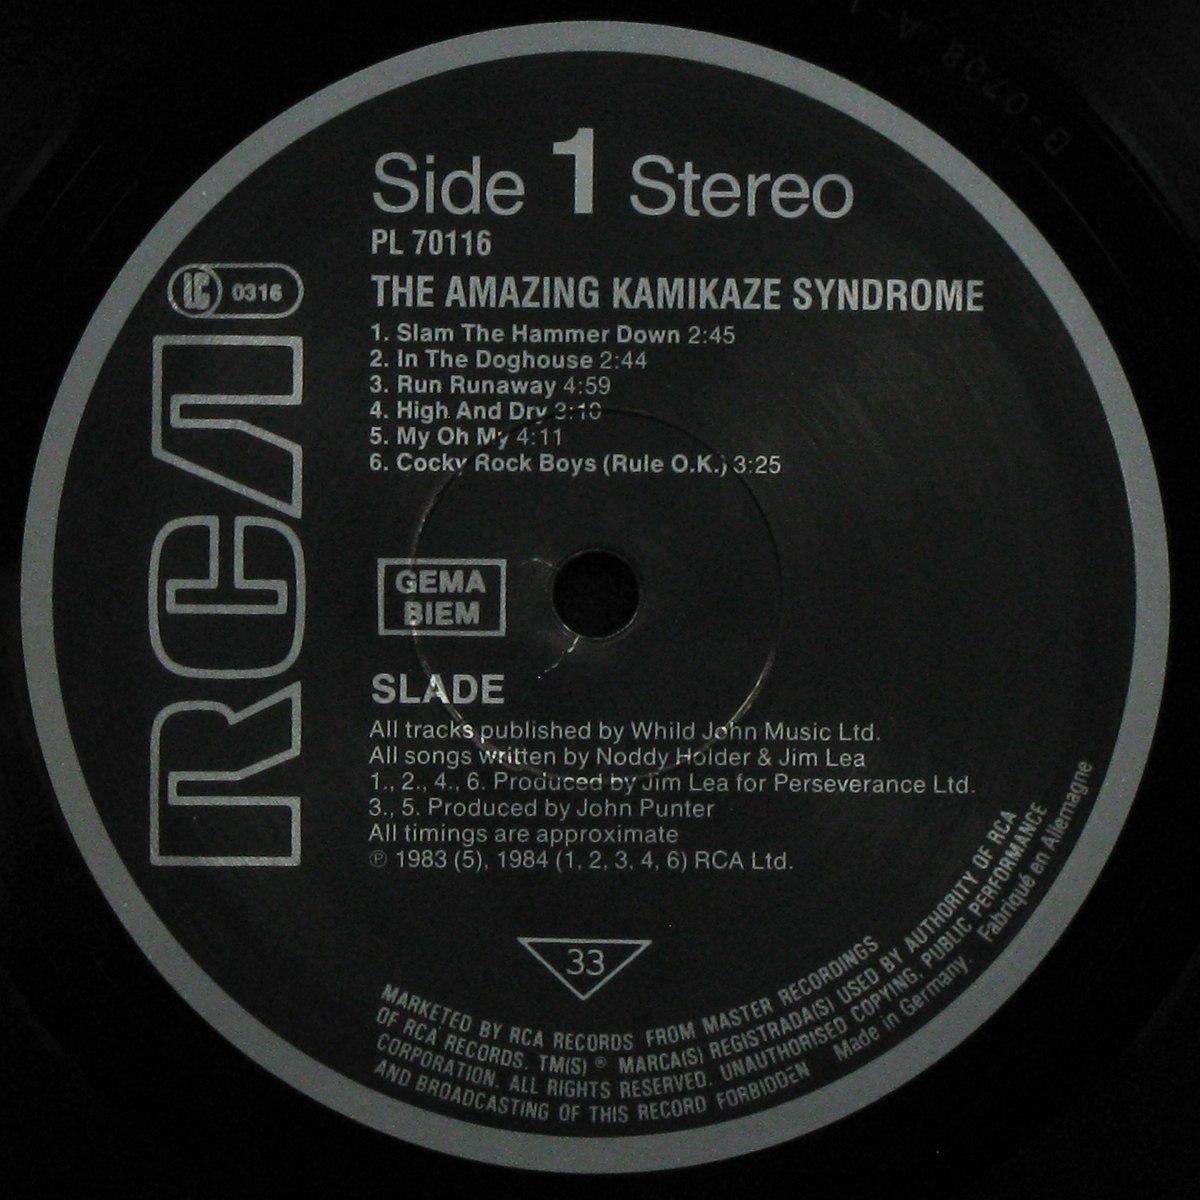 Side 1 Stereo
PL 70116
LC 0316
THE AMAZING KAMIKAZE SYNDROME
1. Slam The Hammer Down 2:45
2. In The Doghouse 2:44
3. Run Runaway 4:59
4. High And Dry 3:10
5. My Oh My 4:11
6. Cocky Rock Boys (Rule O.K.) 3:25
RCA
GEMA
BIEM
SLADE
All tracks published by Whild John Music Ltd.
All songs written by Noddy Holder & Jim Lea
1., 2., 4., 6. Produced by Jim Lea for Perseverance Ltd.
3., 5. Produced by John Punter
All timings are approximate
℗ 1983 (5), 1984 (1, 2, 3, 4, 6) RCA Ltd.
33
MARKETED BY RCA RECORDS FROM MASTER RECORDINGS
OF RCA RECORDS. TM(S) ® MARCA(S) REGISTRADA(S) USED BY AUTHORITY OF RCA
CORPORATION. ALL RIGHTS RESERVED. UNAUTHORISED COPYING, PUBLIC PERFORMANCE
AND BROADCASTING OF THIS RECORD FORBIDDEN Made in Germany. Fabriqué en Allemagne